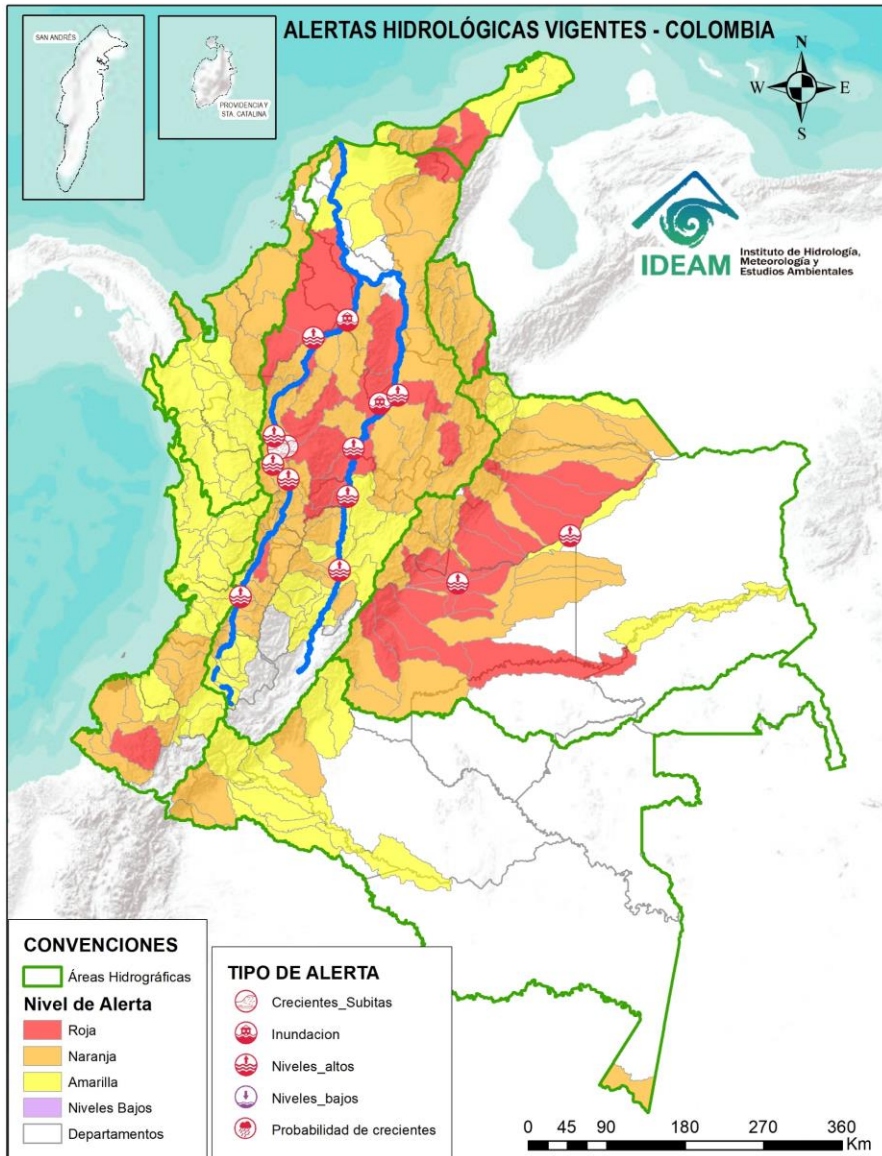 ALERTAS HIDROLÓGICAS VIGENTES - COLOMBIA
SAN ANDRÉS
PROVIDENCIA Y
STA. CATALINA
N
W E
S
IDEAM
Instituto de Hidrología,
Meteorología y
Estudios Ambientales
CONVENCIONES
Áreas Hidrográficas
Nivel de Alerta
Roja
Naranja
Amarilla
Niveles Bajos
Departamentos
TIPO DE ALERTA
Crecientes_Subitas
Inundacion
Niveles_altos
Niveles_bajos
Probabilidad de crecientes
0 45 90 180 270 360
Km